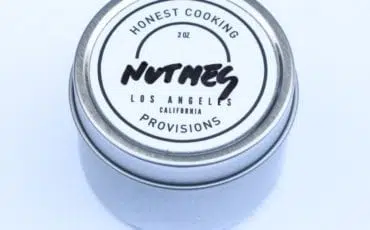 HONEST COOKING
2 OZ
NUTMEG
LOS ANGELES
CALIFORNIA
PROVISIONS